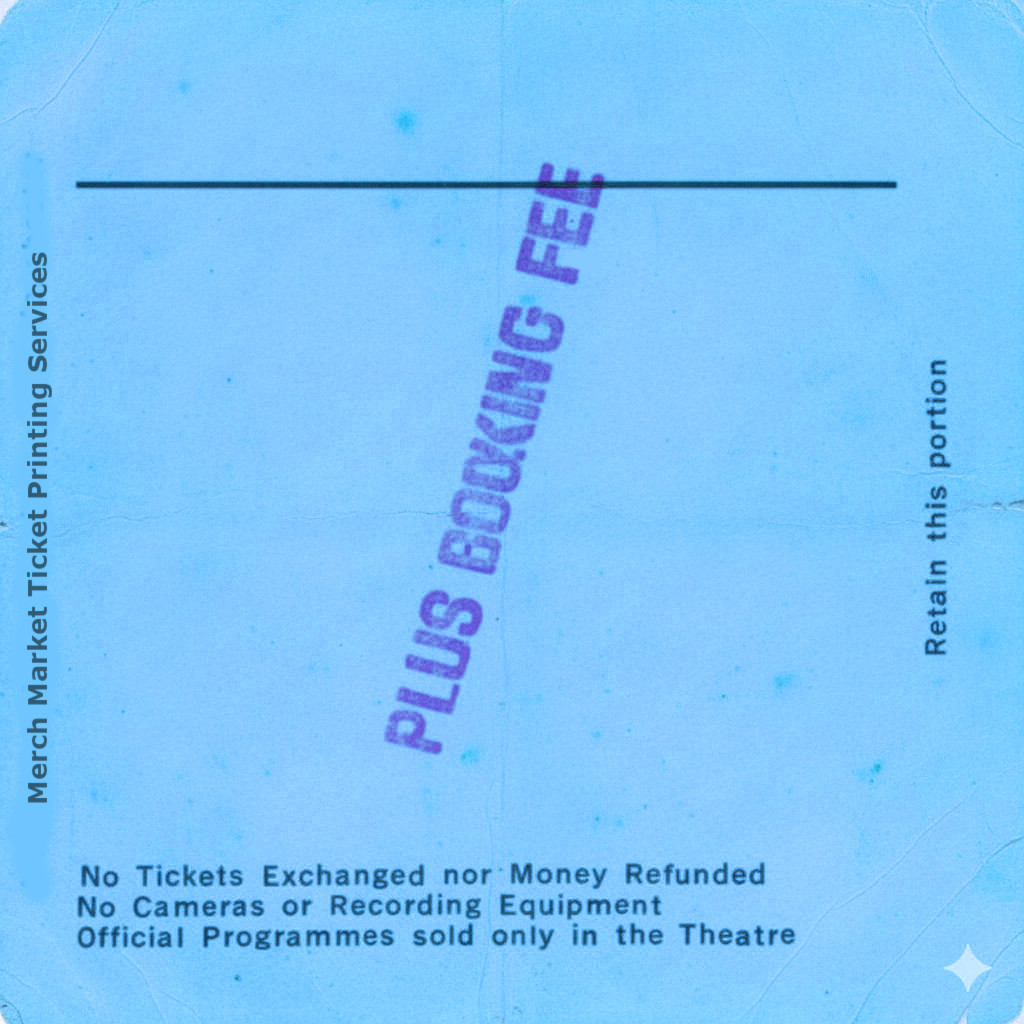 Merch Market Ticket Printing Services
PLUS BOOKING FEE
Retain this portion
No Tickets Exchanged nor Money Refunded
No Cameras or Recording Equipment
Official Programmes sold only in the Theatre